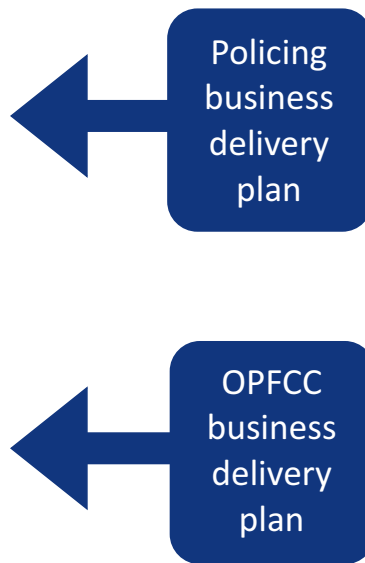 Policing
business
delivery
plan
OPFCC
business
delivery
plan